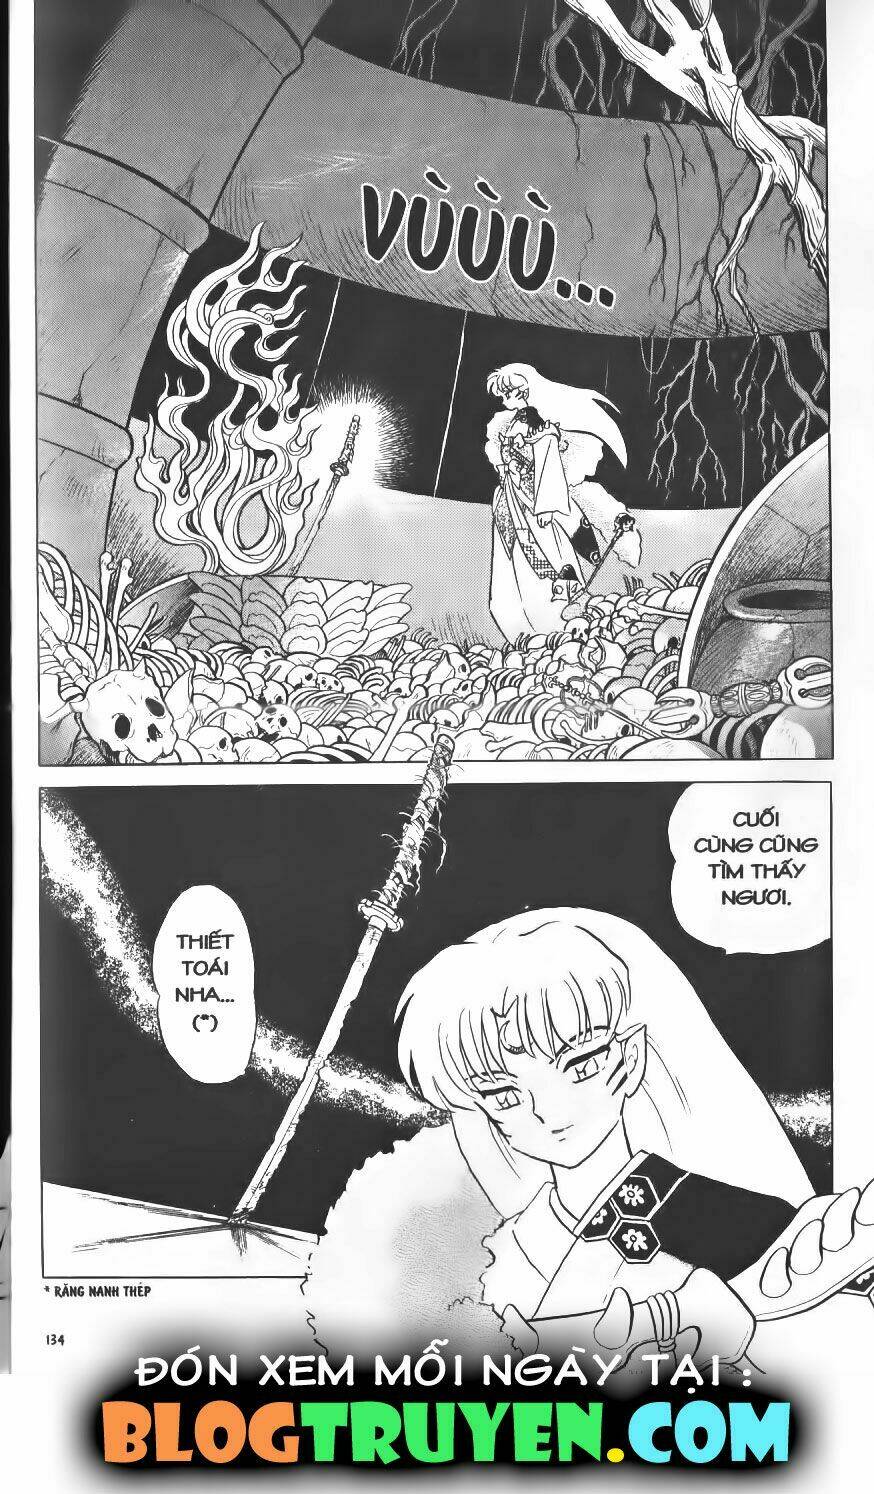 VÙÙÙ...
CUỐI
CÙNG CŨNG
TÌM THẤY
NGƯƠI.
THIẾT
TOÁI
NHA...
(*)
* RĂNG NANH THÉP
134
ĐÓN XEM MỖI NGÀY TẠI :
BLOGTRUYEN.COM